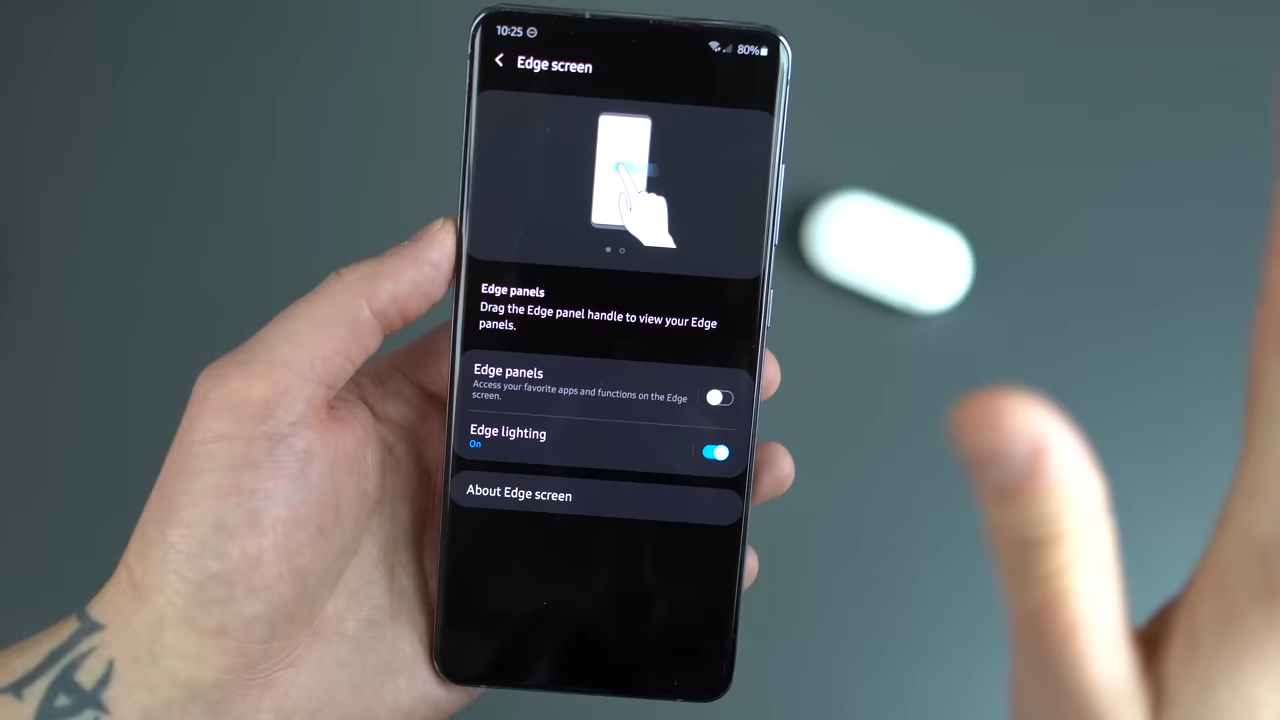 10:25
80%
Edge screen
Edge panels
Drag the Edge panel handle to view your Edge
panels.
Edge panels
Access your favorite apps and functions on the Edge
screen.
Edge lighting
On
About Edge screen